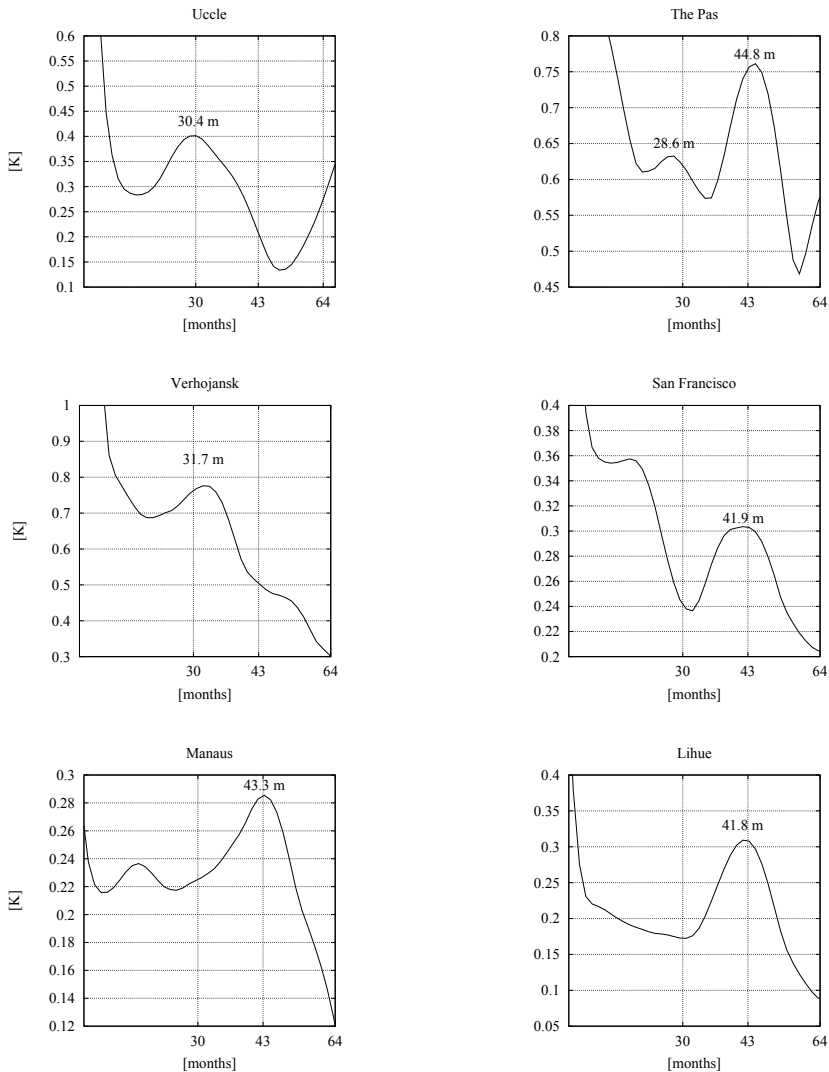 Uccle
0.6
0.55
0.5
0.45
0.4
0.35
0.3
0.25
0.2
0.15
0.1
[K]
30.4 m
30 43 64
[months]
The Pas
0.8
0.75
0.7
0.65
0.6
0.55
0.5
0.45
28.6 m
44.8 m
30 43 64
[months]
Verhojansk
1
0.9
0.8
0.7
0.6
0.5
0.4
0.3
[K]
31.7 m
30 43 64
[months]
San Francisco
0.4
0.38
0.36
0.34
0.32
0.3
0.28
0.26
0.24
0.22
0.2
41.9 m
30 43 64
[months]
Manaus
0.3
0.28
0.26
0.24
0.22
0.2
0.18
0.16
0.14
0.12
[K]
43.3 m
30 43 64
[months]
Lihue
0.4
0.35
0.3
0.25
0.2
0.15
0.1
0.05
41.8 m
30 43 64
[months]